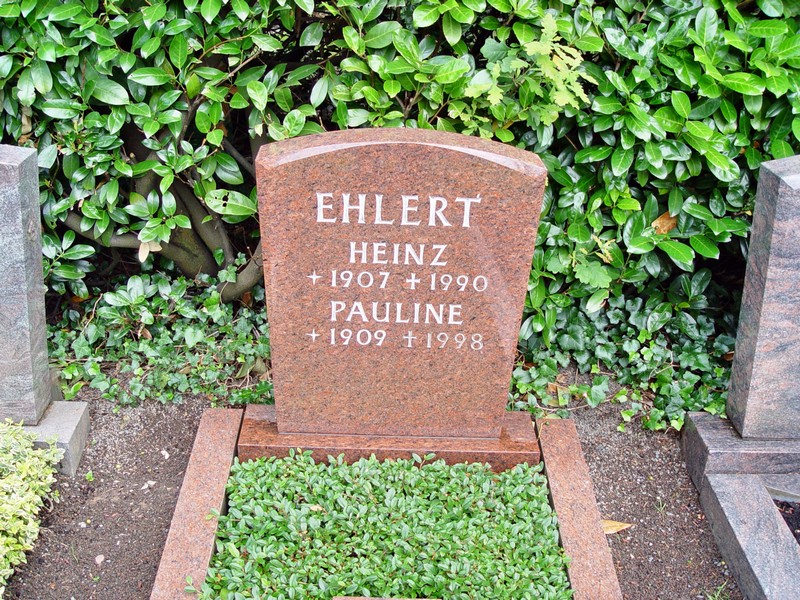 EHLERT
HEINZ
+ 1907 ✝ 1990
PAULINE
+ 1909 ✝ 1998